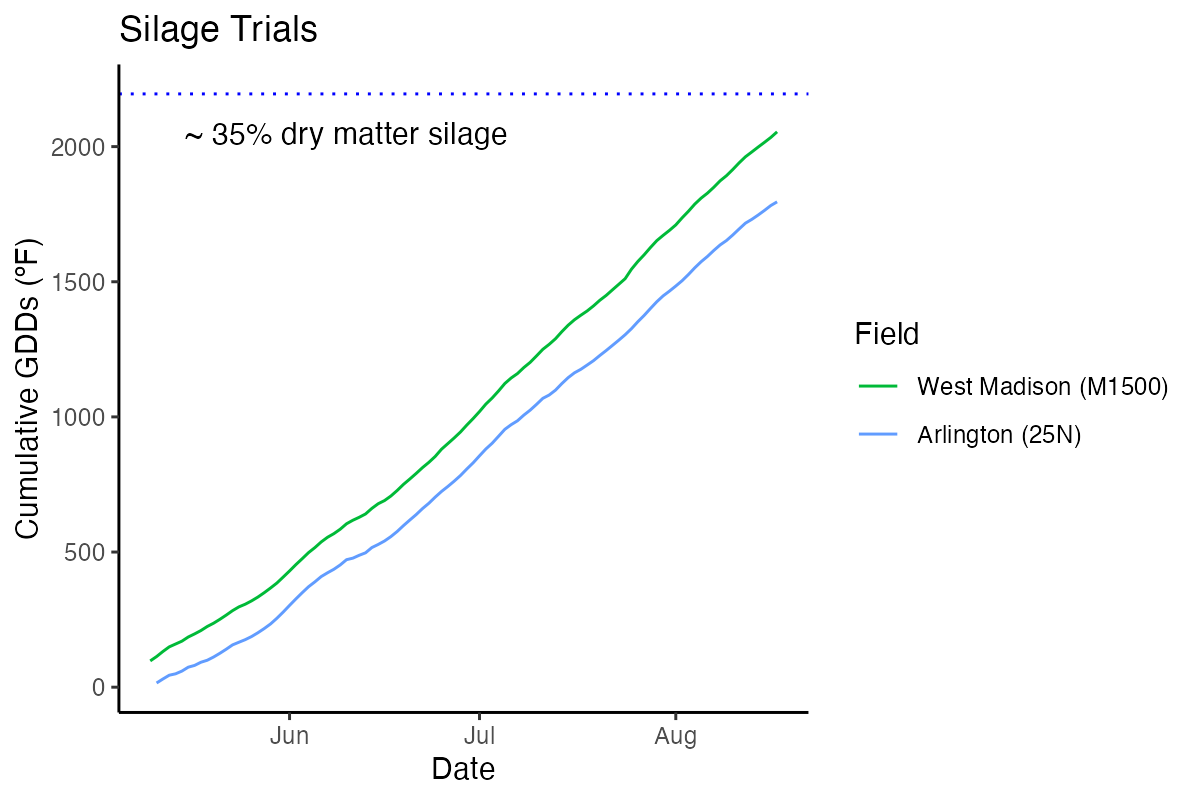 Silage Trials
~ 35% dry matter silage
Cumulative GDDs (°F)
2000
1500
1000
500
0
Jun Jul Aug
Date
Field
West Madison (M1500)
Arlington (25N)